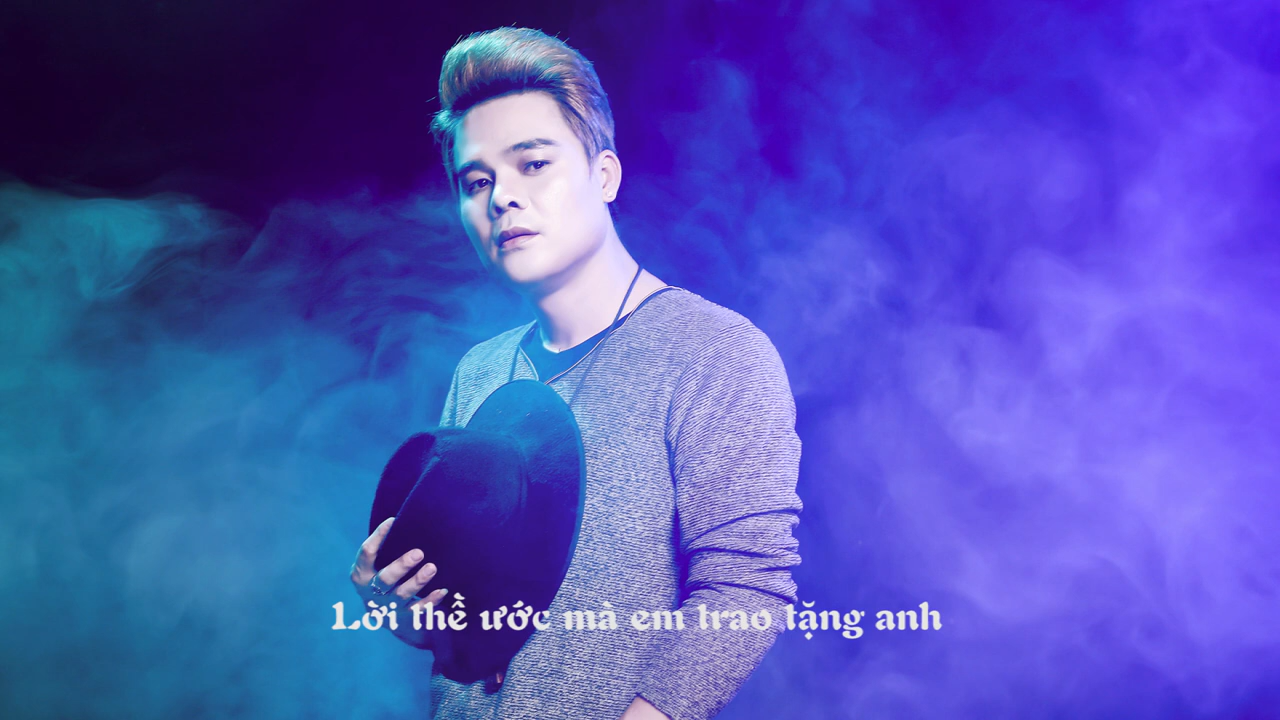 Lời thề ước mà em trao tặng anh